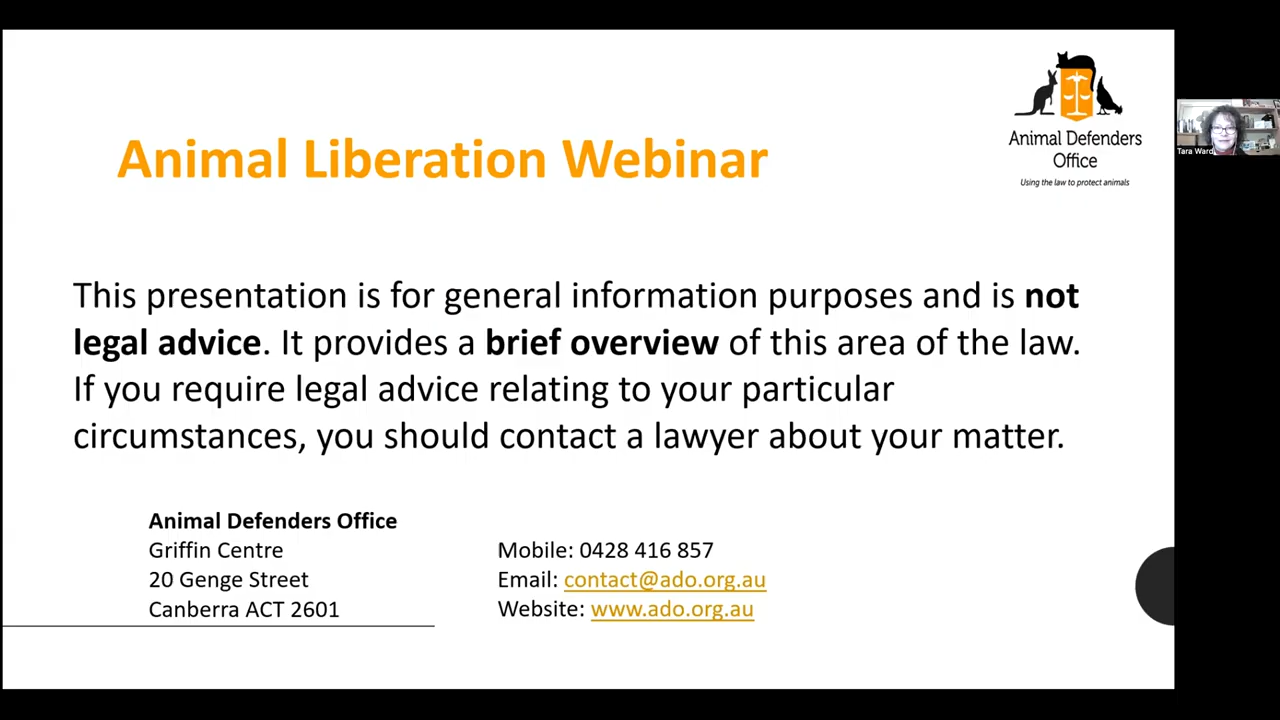 Animal Liberation Webinar
Animal Defenders
Office
Using the law to protect animals
Tara Ward
This presentation is for general information purposes and is not
legal advice. It provides a brief overview of this area of the law.
If you require legal advice relating to your particular
circumstances, you should contact a lawyer about your matter.
Animal Defenders Office
Griffin Centre
20 Genge Street
Canberra ACT 2601
Mobile: 0428 416 857
Email: contact@ado.org.au
Website: www.ado.org.au